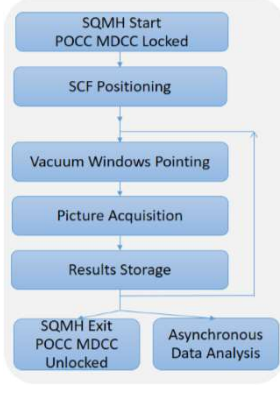 SQMH Start
POCC MDCC Locked
SCF Positioning
Vacuum Windows Pointing
Picture Acquisition
Results Storage
SQMH Exit
POCC MDCC
Unlocked
Asynchronous
Data Analysis